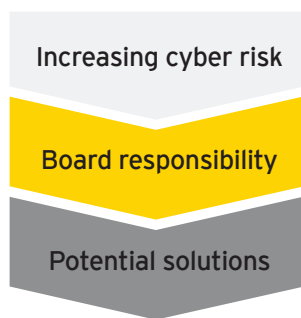 Increasing cyber risk
Board responsibility
Potential solutions